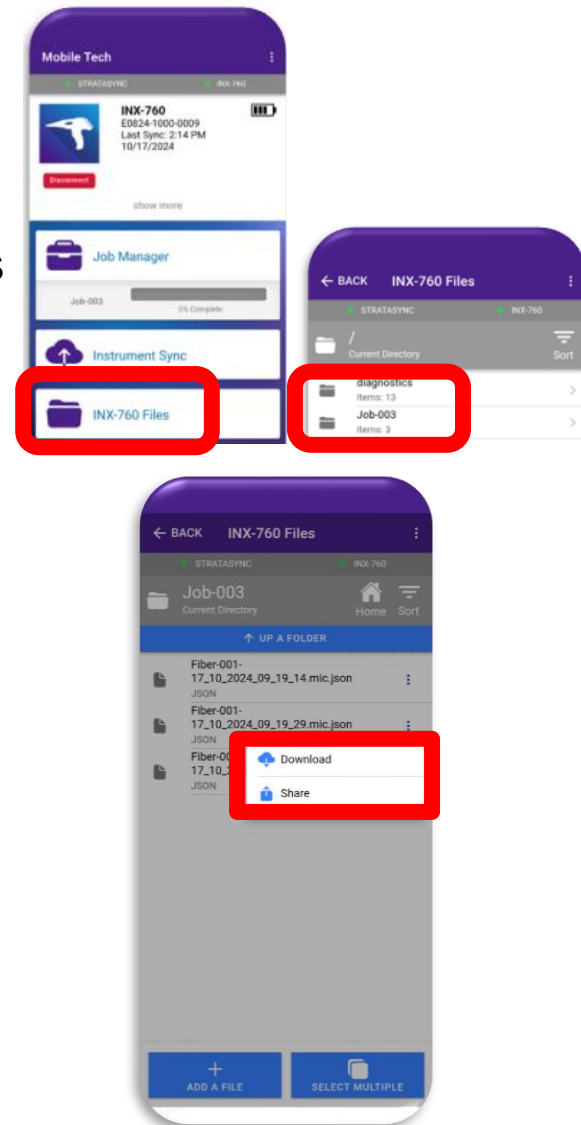 Mobile Tech
STRATASYNC INX-760
INX-760
E0824-1000-0009
Last Sync: 2:14 PM
10/17/2024
Disconnect
show more
Job Manager
Job-003
0% Complete
Instrument Sync
INX-760 Files
s
← BACK INX-760 Files
STRATASYNC INX-760
/
Current Directory
Sort
diagnostics
Items: 13
Job-003
Items: 3
← BACK INX-760 Files
STRATASYNC INX-760
Job-003
Current Directory
Home Sort
↑ UP A FOLDER
Fiber-001-
17_10_2024_09_19_14.mic.json
JSON
Fiber-001-
17_10_2024_09_19_29.mic.json
JSON
Fiber-00
17_10_
JSON
Download
Share
+
ADD A FILE
SELECT MULTIPLE